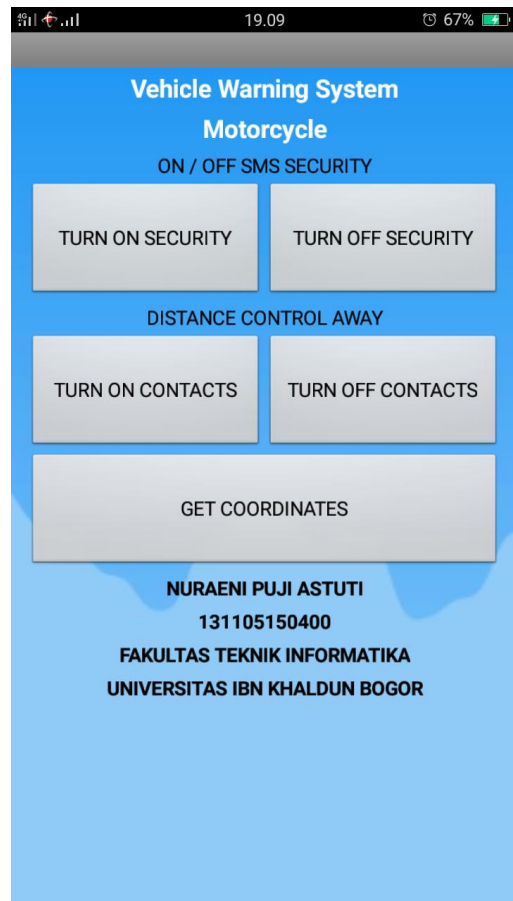 4G 19.09 67%
Vehicle Warning System
Motorcycle
ON / OFF SMS SECURITY
TURN ON SECURITY TURN OFF SECURITY
DISTANCE CONTROL AWAY
TURN ON CONTACTS TURN OFF CONTACTS
GET COORDINATES
NURAENI PUJI ASTUTI
131105150400
FAKULTAS TEKNIK INFORMATIKA
UNIVERSITAS IBN KHALDUN BOGOR